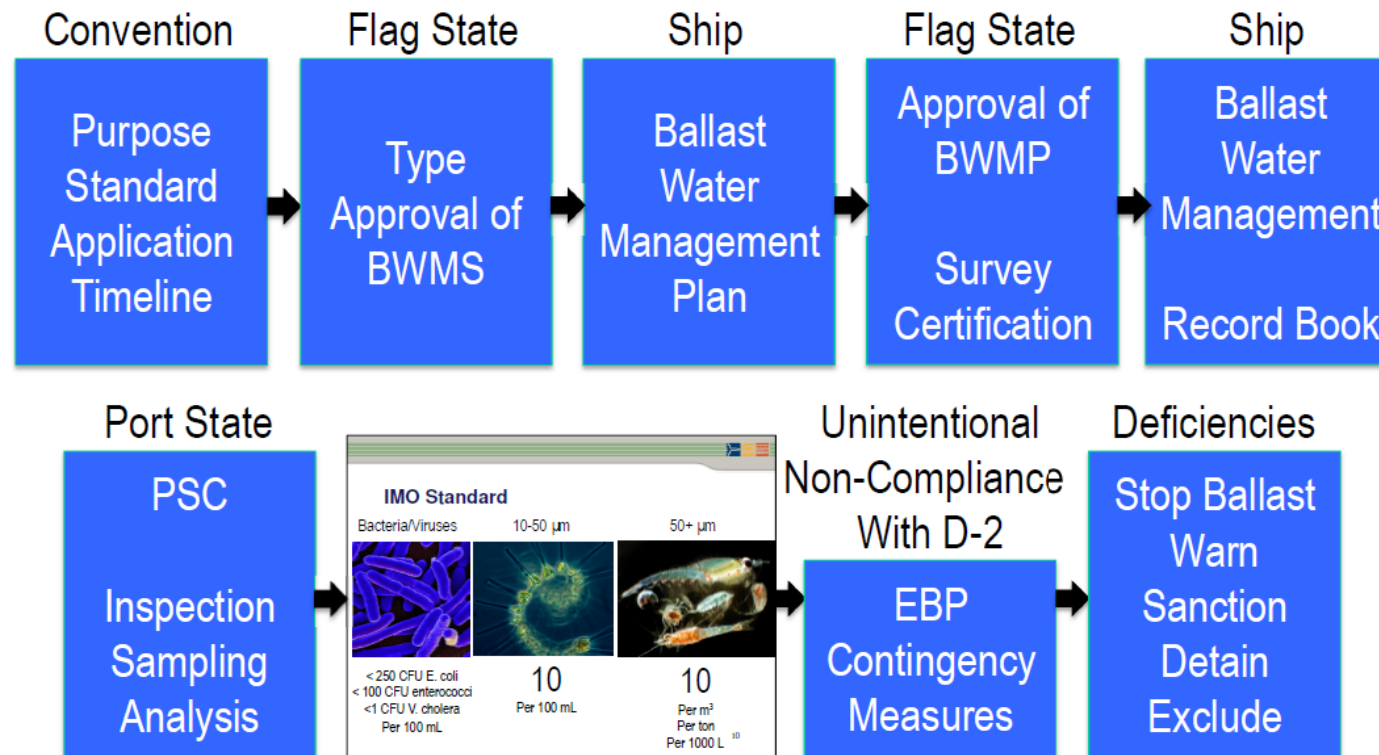 Convention
Purpose
Standard
Application
Timeline
Flag State
Type
Approval of
BWMS
Ship
Ballast
Water
Management
Plan
Flag State
Approval of
BWMP
Survey
Certification
Ship
Ballast
Water
Management
Record Book
Port State
PSC
Inspection
Sampling
Analysis
IMO Standard
Bacteria/Viruses
<250 CFU E. coli
<100 CFU enterococci
<1 CFU V. cholera
Per 100 mL
10-50 µm
10
Per 100 mL
50+ µm
10
Per m³
Per ton
Per 1000 L
10
Unintentional
Non-Compliance
With D-2
EBP
Contingency
Measures
Deficiencies
Stop Ballast
Warn
Sanction
Detain
Exclude